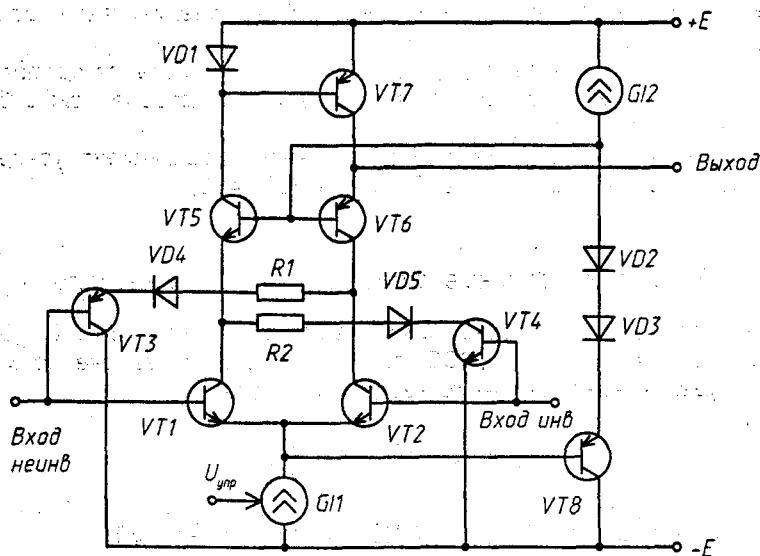 +E
VD1
VT7
GI2
Выход
VT5
VT6
VD4
R1
VD5
VD2
VT3
R2
VT4
VD3
VT1
VT2
Вход инв
Вход
неинв
Uупр
GI1
VT8
-E